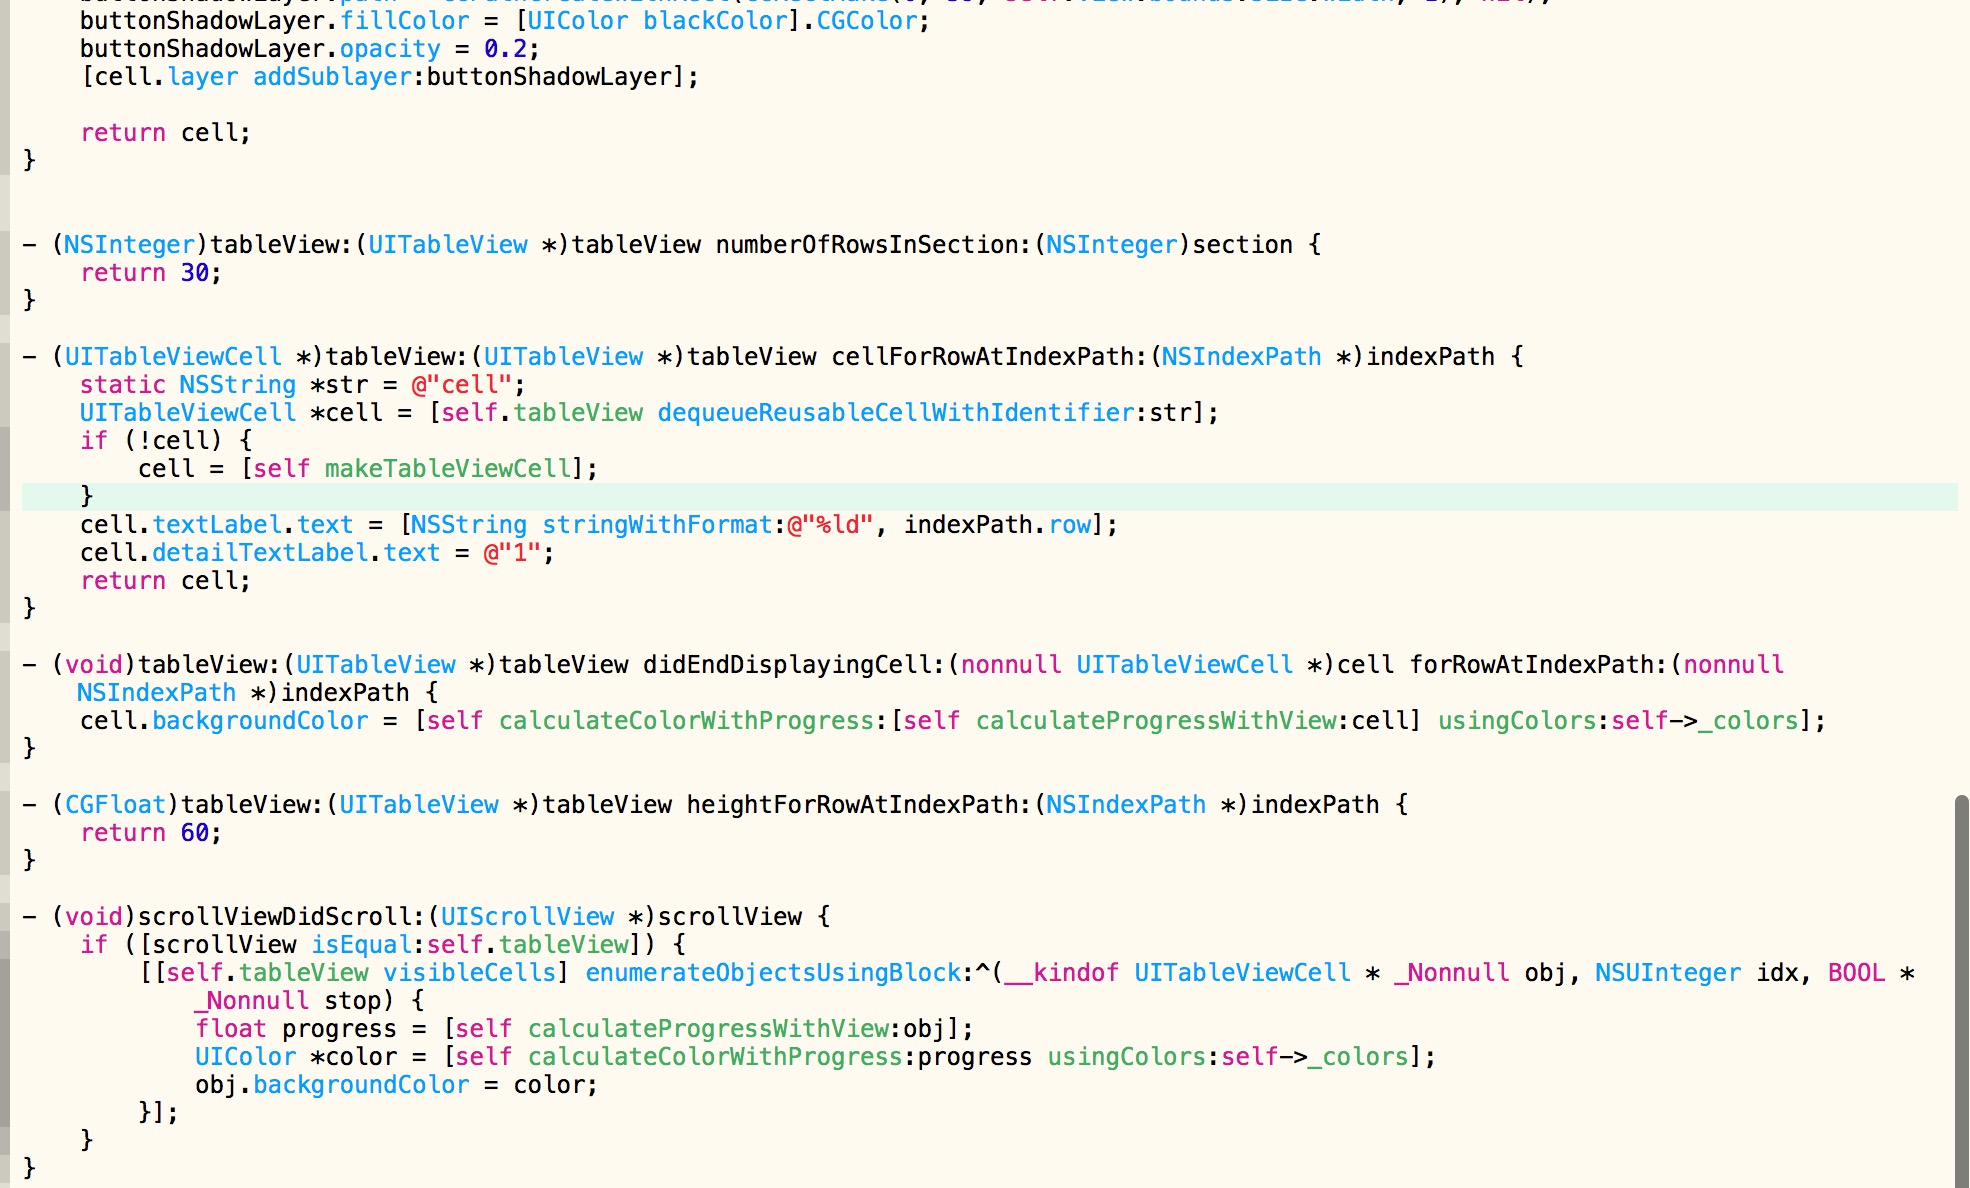 buttonShadowLayer.fillColor = [UIColor blackColor].CGColor;
buttonShadowLayer.opacity = 0.2;
[cell.layer addSublayer:buttonShadowLayer];
return cell;
}
- (NSInteger)tableView:(UITableView *)tableView numberOfRowsInSection:(NSInteger)section {
return 30;
}
- (UITableViewCell *)tableView:(UITableView *)tableView cellForRowAtIndexPath:(NSIndexPath *)indexPath {
static NSString *str = @"cell";
UITableViewCell *cell = [self.tableView dequeueReusableCellWithIdentifier:str];
if (!cell) {
cell = [self makeTableViewCell];
}
cell.textLabel.text = [NSString stringWithFormat:@"%ld", indexPath.row];
cell.detailTextLabel.text = @"1";
return cell;
}
- (void)tableView:(UITableView *)tableView didEndDisplayingCell:(nonnull UITableViewCell *)cell forRowAtIndexPath:(nonnull
NSIndexPath *)indexPath {
cell.backgroundColor = [self calculateColorWithProgress:[self calculateProgressWithView:cell] usingColors:self->_colors];
}
- (CGFloat)tableView:(UITableView *)tableView heightForRowAtIndexPath:(NSIndexPath *)indexPath {
return 60;
}
- (void)scrollViewDidScroll:(UIScrollView *)scrollView {
if ([scrollView isEqual:self.tableView]) {
[[self.tableView visibleCells] enumerateObjectsUsingBlock:^(__kindof UITableViewCell * _Nonnull obj, NSUInteger idx, BOOL *
_Nonnull stop) {
float progress = [self calculateProgressWithView:obj];
UIColor *color = [self calculateColorWithProgress:progress usingColors:self->_colors];
obj.backgroundColor = color;
}];
}
}